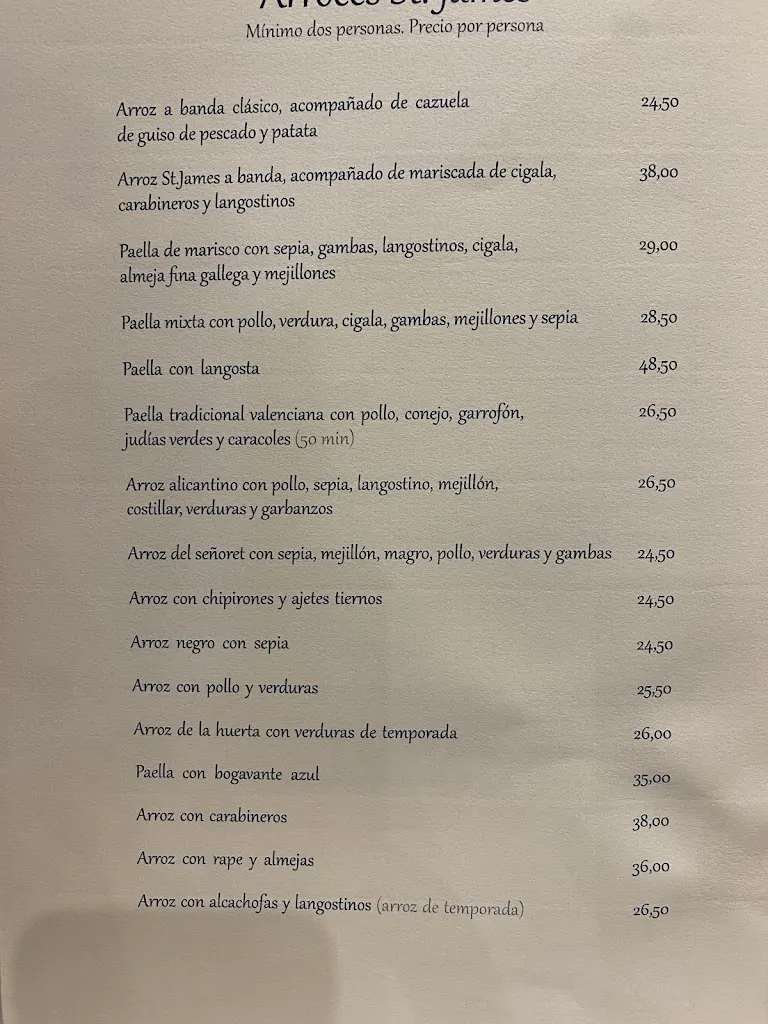 Arroces St.James
Mínimo dos personas. Precio por persona
Arroz a banda clásico, acompañado de cazuela 24,50
de guiso de pescado y patata
Arroz St.James a banda, acompañado de mariscada de cigala, 38,00
carabineros y langostinos
Paella de marisco con sepia, gambas, langostinos, cigala, 29,00
almeja fina gallega y mejillones
Paella mixta con pollo, verdura, cigala, gambas, mejillones y sepia 28,50
Paella con langosta 48,50
Paella tradicional valenciana con pollo, conejo, garrofón, 26,50
judías verdes y caracoles (50 min)
Arroz alicantino con pollo, sepia, langostino, mejillón, 26,50
costillar, verduras y garbanzos
Arroz del señoret con sepia, mejillón, magro, pollo, verduras y gambas 24,50
Arroz con chipirones y ajetes tiernos 24,50
Arroz negro con sepia 24,50
Arroz con pollo y verduras 25,50
Arroz de la huerta con verduras de temporada 26,00
Paella con bogavante azul 35,00
Arroz con carabineros 38,00
Arroz con rape y almejas 36,00
Arroz con alcachofas y langostinos (arroz de temporada) 26,50